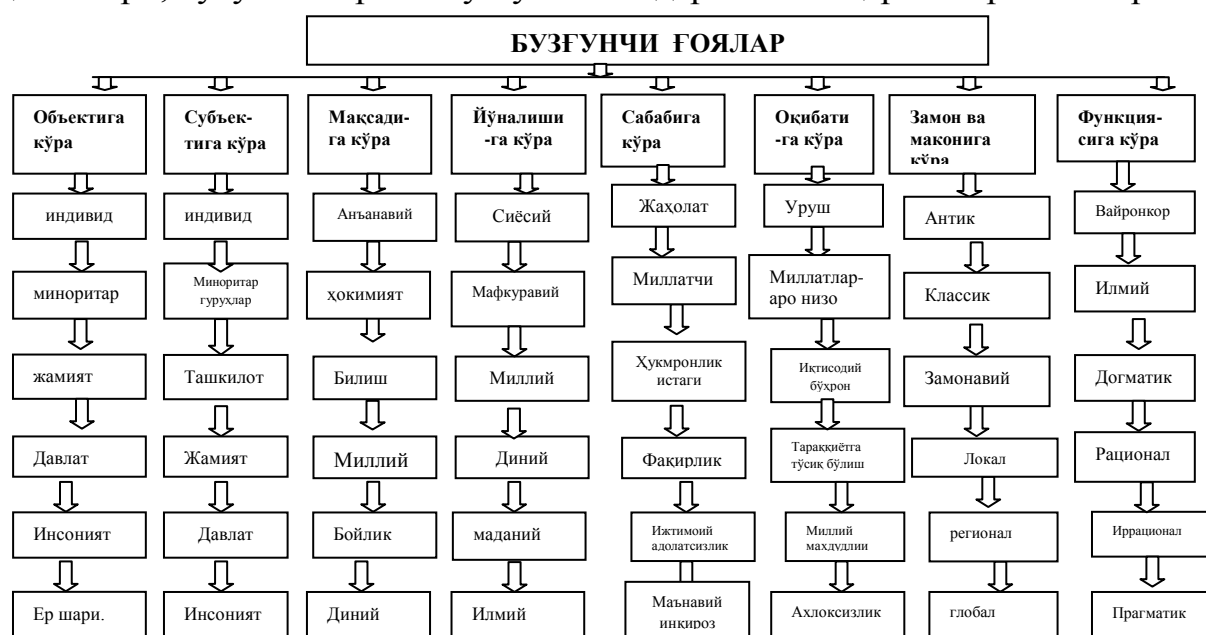 БУЗҒУНЧИ ҒОЯЛАР
Объектига
кўра
индивид
миноритар
жамият
Давлат
Инсоният
Ер шари.
Субъек-
тига кўра
индивид
Миноритар
гуруҳлар
Ташкилот
Жамият
Давлат
Инсоният
Мақсади-
га кўра
Анъанавий
ҳокимият
Билиш
Миллий
Бойлик
Диний
Йўналиши
-га кўра
Сиёсий
Мафкуравий
Миллий
Диний
маданий
Илмий
Сабабига
кўра
Жаҳолат
Миллатчи
Ҳукмронлик
истаги
Фақирлик
Ижтимоий
адолатсизлик
Маънавий
инқироз
Оқибати
-га кўра
Уруш
Миллатлар-
аро низо
Иқтисодий
бўҳрон
Тараққиётга
тўсиқ бўлиш
Миллий
махдудлии
Ахлоксизлик
Замон ва
маконига
кўра
Антик
Классик
Замонавий
Локал
регионал
глобал
Функция-
сига кўра
Вайронкор
Илмий
Догматик
Рационал
Иррационал
Прагматик